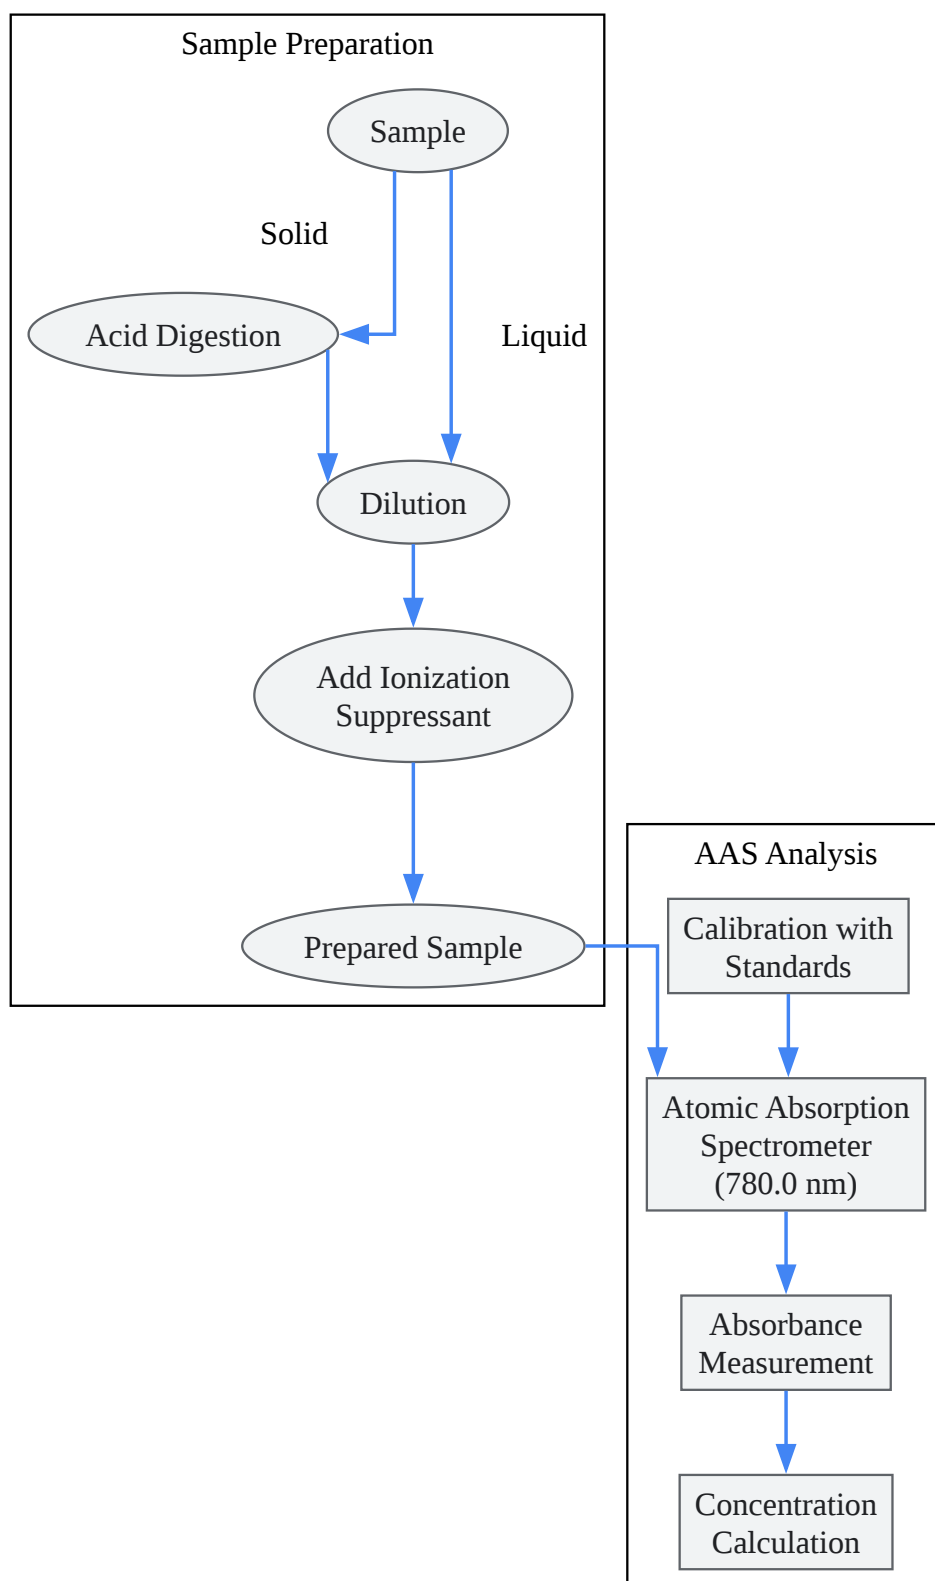 Sample Preparation
Sample
Solid
Acid Digestion
Liquid
Dilution
Add Ionization
Suppressant
Prepared Sample
AAS Analysis
Calibration with
Standards
Atomic Absorption
Spectrometer
(780.0 nm)
Absorbance
Measurement
Concentration
Calculation